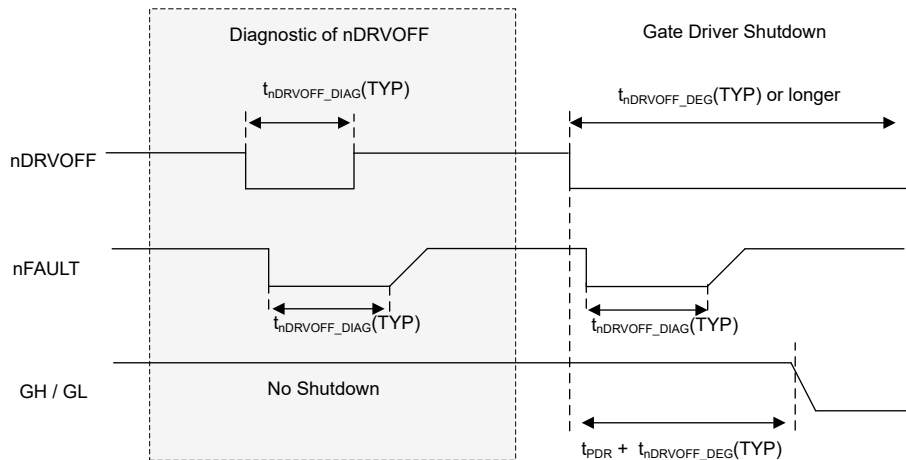 Diagnostic of nDRVOFF
Gate Driver Shutdown
tnDRVOFF_DIAG(TYP)
tnDRVOFF_DEG(TYP) or longer
nDRVOFF
nFAULT
tnDRVOFF_DIAG(TYP)
tnDRVOFF_DIAG(TYP)
GH / GL
No Shutdown
tPDR + tnDRVOFF_DEG(TYP)